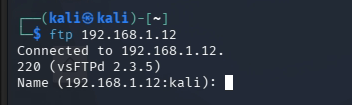 ┌──(kali㉿kali)-[~]
└─$ ftp 192.168.1.12
Connected to 192.168.1.12.
220 (vsFTPd 2.3.5)
Name (192.168.1.12:kali):